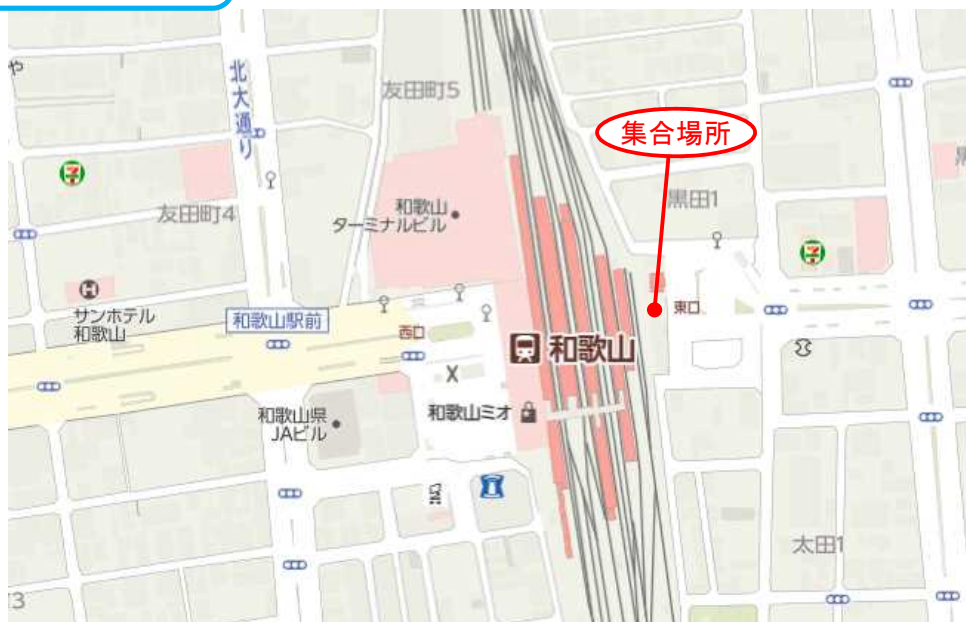 や
北大通り
友田町5
集合場所
黒田1
和歌山
ターミナルビル
友田町4
サンホテル
和歌山
和歌山駅前
西口
東口
和歌山
和歌山県
JAビル
和歌山ミオ
太田1
3